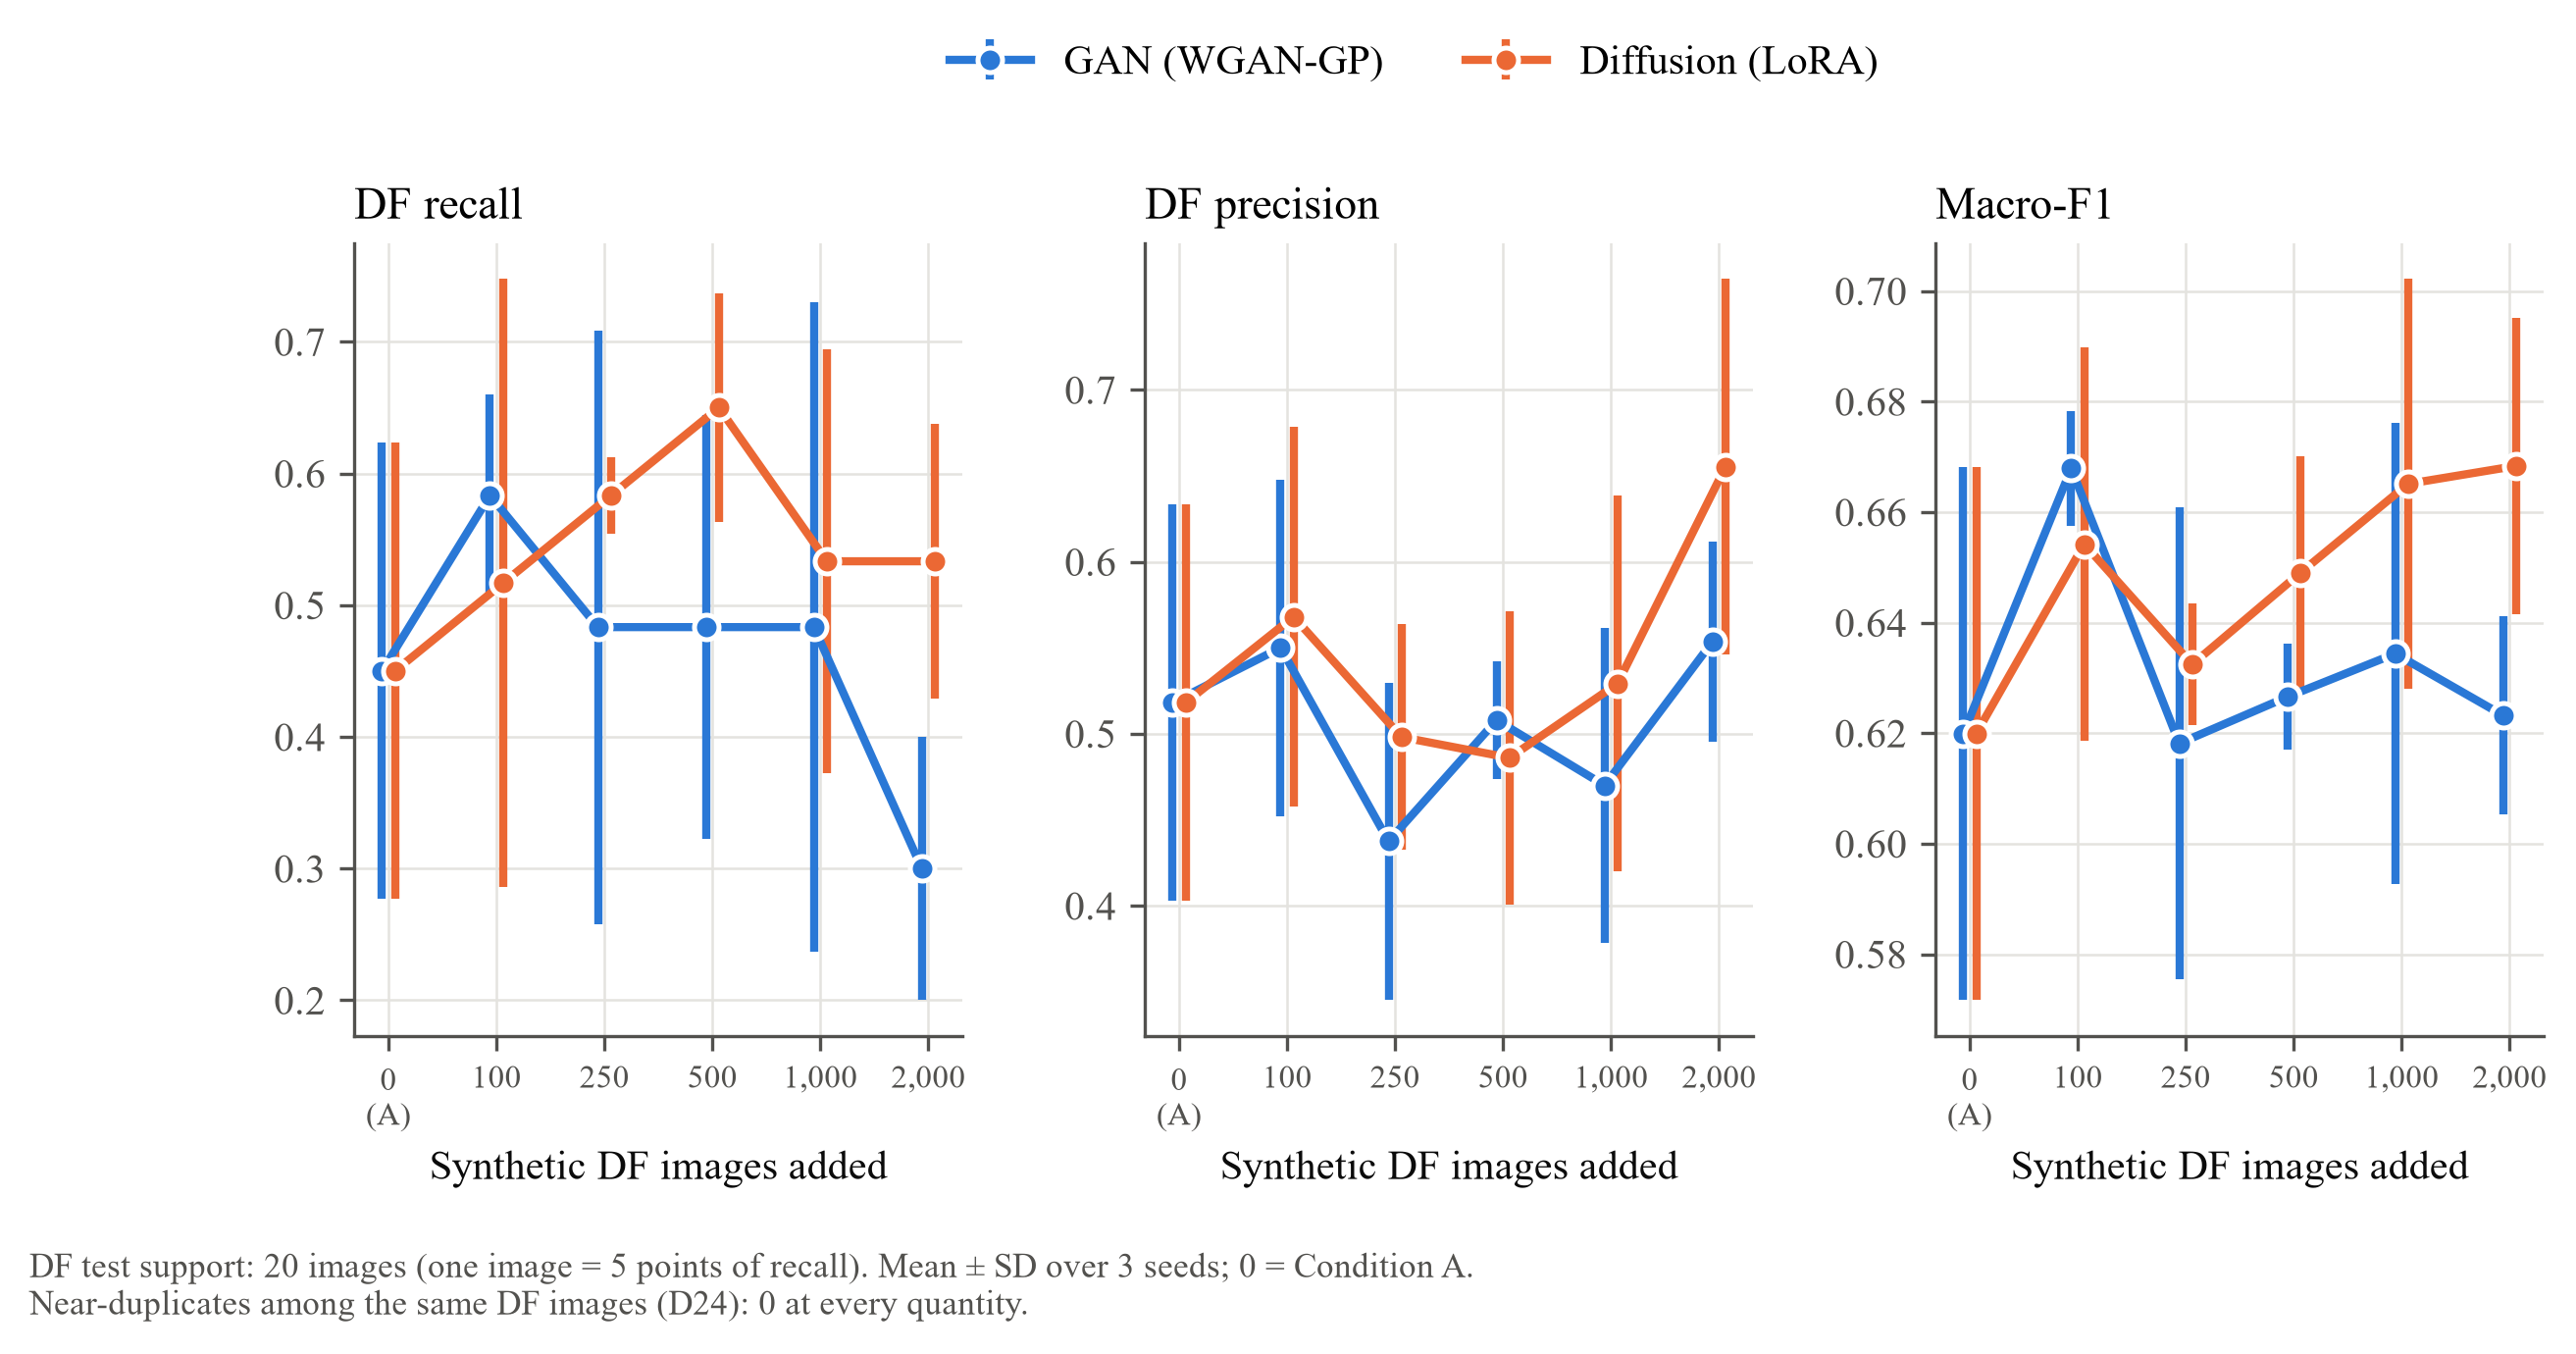 GAN (WGAN-GP) Diffusion (LoRA)
DF recall
0.7
0.6
0.5
0.4
0.3
0.2
0 100 250 500 1,000 2,000
(A)
Synthetic DF images added
DF precision
0.7
0.6
0.5
0.4
0 100 250 500 1,000 2,000
(A)
Synthetic DF images added
Macro-F1
0.70
0.68
0.66
0.64
0.62
0.60
0.58
0 100 250 500 1,000 2,000
(A)
Synthetic DF images added
DF test support: 20 images (one image = 5 points of recall). Mean ± SD over 3 seeds; 0 = Condition A.
Near-duplicates among the same DF images (D24): 0 at every quantity.